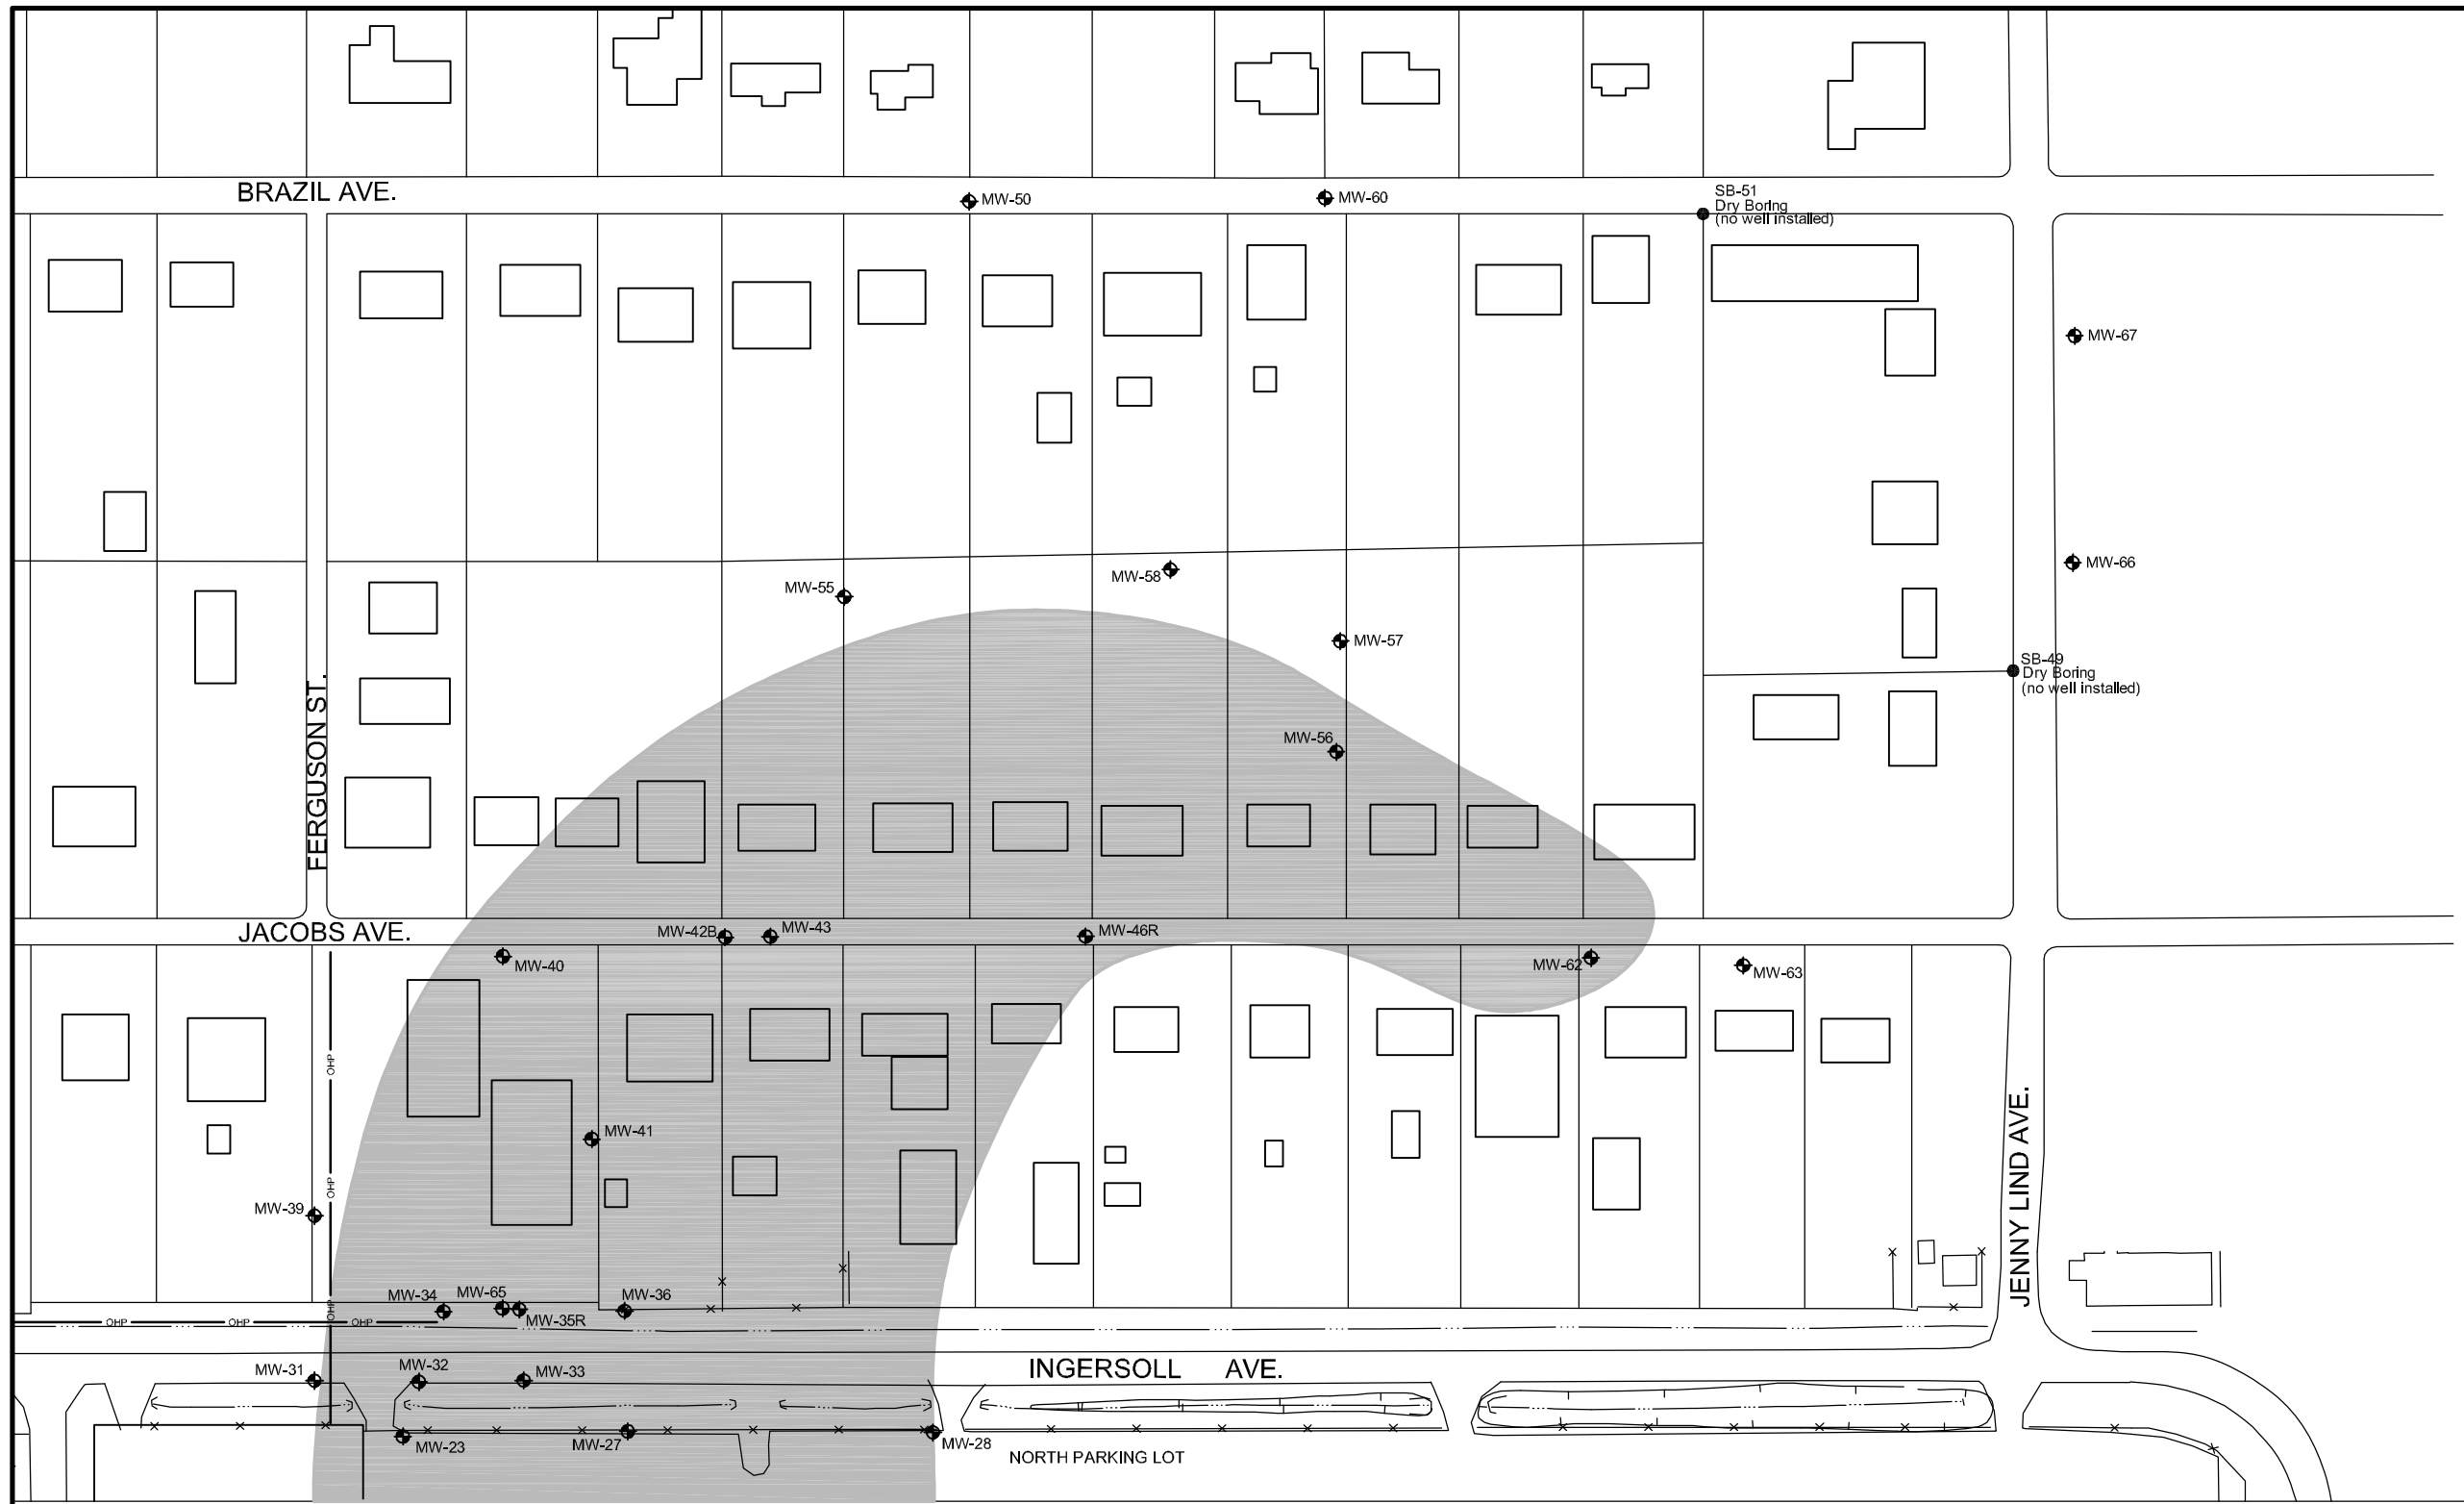 BRAZIL AVE.
MW-50
MW-60
SB-51
Dry Boring
(no well installed)
MW-67
MW-66
MW-55
MW-58
MW-57
SB-49
Dry Boring
(no well installed)
FERGUSON ST.
MW-56
JACOBS AVE.
MW-42B
MW-43
MW-46R
MW-40
MW-62
MW-63
OHP
MW-41
OHP
MW-39
JENNY LIND AVE.
MW-34
MW-65
MW-36
OHP
MW-35R
OHP
OHP
OHP
MW-31
MW-32
MW-33
INGERSOLL AVE.
MW-23
MW-27
MW-28
NORTH PARKING LOT